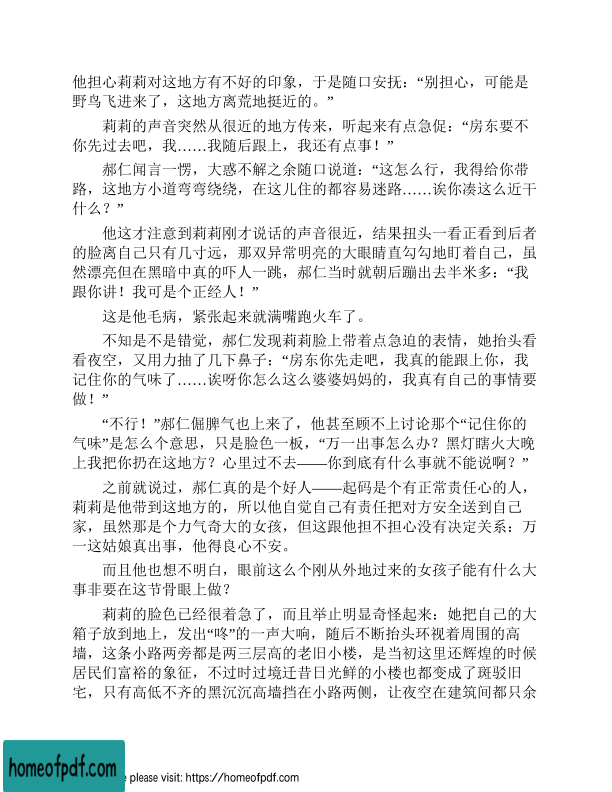 他担心莉莉对这地方有不好的印象，于是随口安抚：“别担心，可能是
野鸟飞进来了，这地方离荒地挺近的。”
莉莉的声音突然从很近的地方传来，听起来有点急促：“房东要不
你先过去吧，我……我随后跟上，我还有点事！”
郝仁闻言一愣，大惑不解之余随口说道：“这怎么行，我得给你带
路，这地方小道弯弯绕绕，在这儿住的都容易迷路……诶你凑这么近干
什么？”
他这才注意到莉莉刚才说话的声音很近，结果扭头一看正看到后者
的脸离自己只有几寸远，那双异常明亮的大眼睛直勾勾地盯着自己，虽
然漂亮但在黑暗中真的吓人一跳，郝仁当时就朝后蹦出去半米多：“我
跟你讲！我可是个正经人！”
这是他毛病，紧张起来就满嘴跑火车了。
不知是不是错觉，郝仁发现莉莉脸上带着点急迫的表情，她抬头看
看夜空，又用力抽了几下鼻子：“房东你先走吧，我真的能跟上你，我
记住你的气味了……诶呀你怎么这么婆婆妈妈的，我真有自己的事情要
做！”
“不行！”郝仁倔脾气也上来了，他甚至顾不上讨论那个“记住你的
气味”是怎么个意思，只是脸色一板，“万一出事怎么办？黑灯瞎火大晚
上我把你扔在这地方？心里过不去——你到底有什么事就不能说啊？”
之前就说过，郝仁真的是个好人——起码是个有正常责任心的人，
莉莉是他带到这地方的，所以他自觉自己有责任把对方安全送到自己
家，虽然那是个力气奇大的女孩，但这跟他担不担心没有决定关系：万
一这姑娘真出事，他得良心不安。
而且他也想不明白，眼前这么个刚从外地过来的女孩子能有什么大
事非要在这节骨眼上做？
莉莉的脸色已经很着急了，而且举止明显奇怪起来：她把自己的大
箱子放到地上，发出“咚”的一声大响，随后不断抬头环视着周围的高
墙，这条小路两旁都是两三层高的老旧小楼，是当初这里还辉煌的时候
居民们富裕的象征，不过时过境迁昔日光鲜的小楼也都变成了斑驳旧
宅，只有高低不齐的黑沉沉高墙挡在小路两侧，让夜空在建筑间都只余
homeofpdf.com
e please visit: https://homeofpdf.com